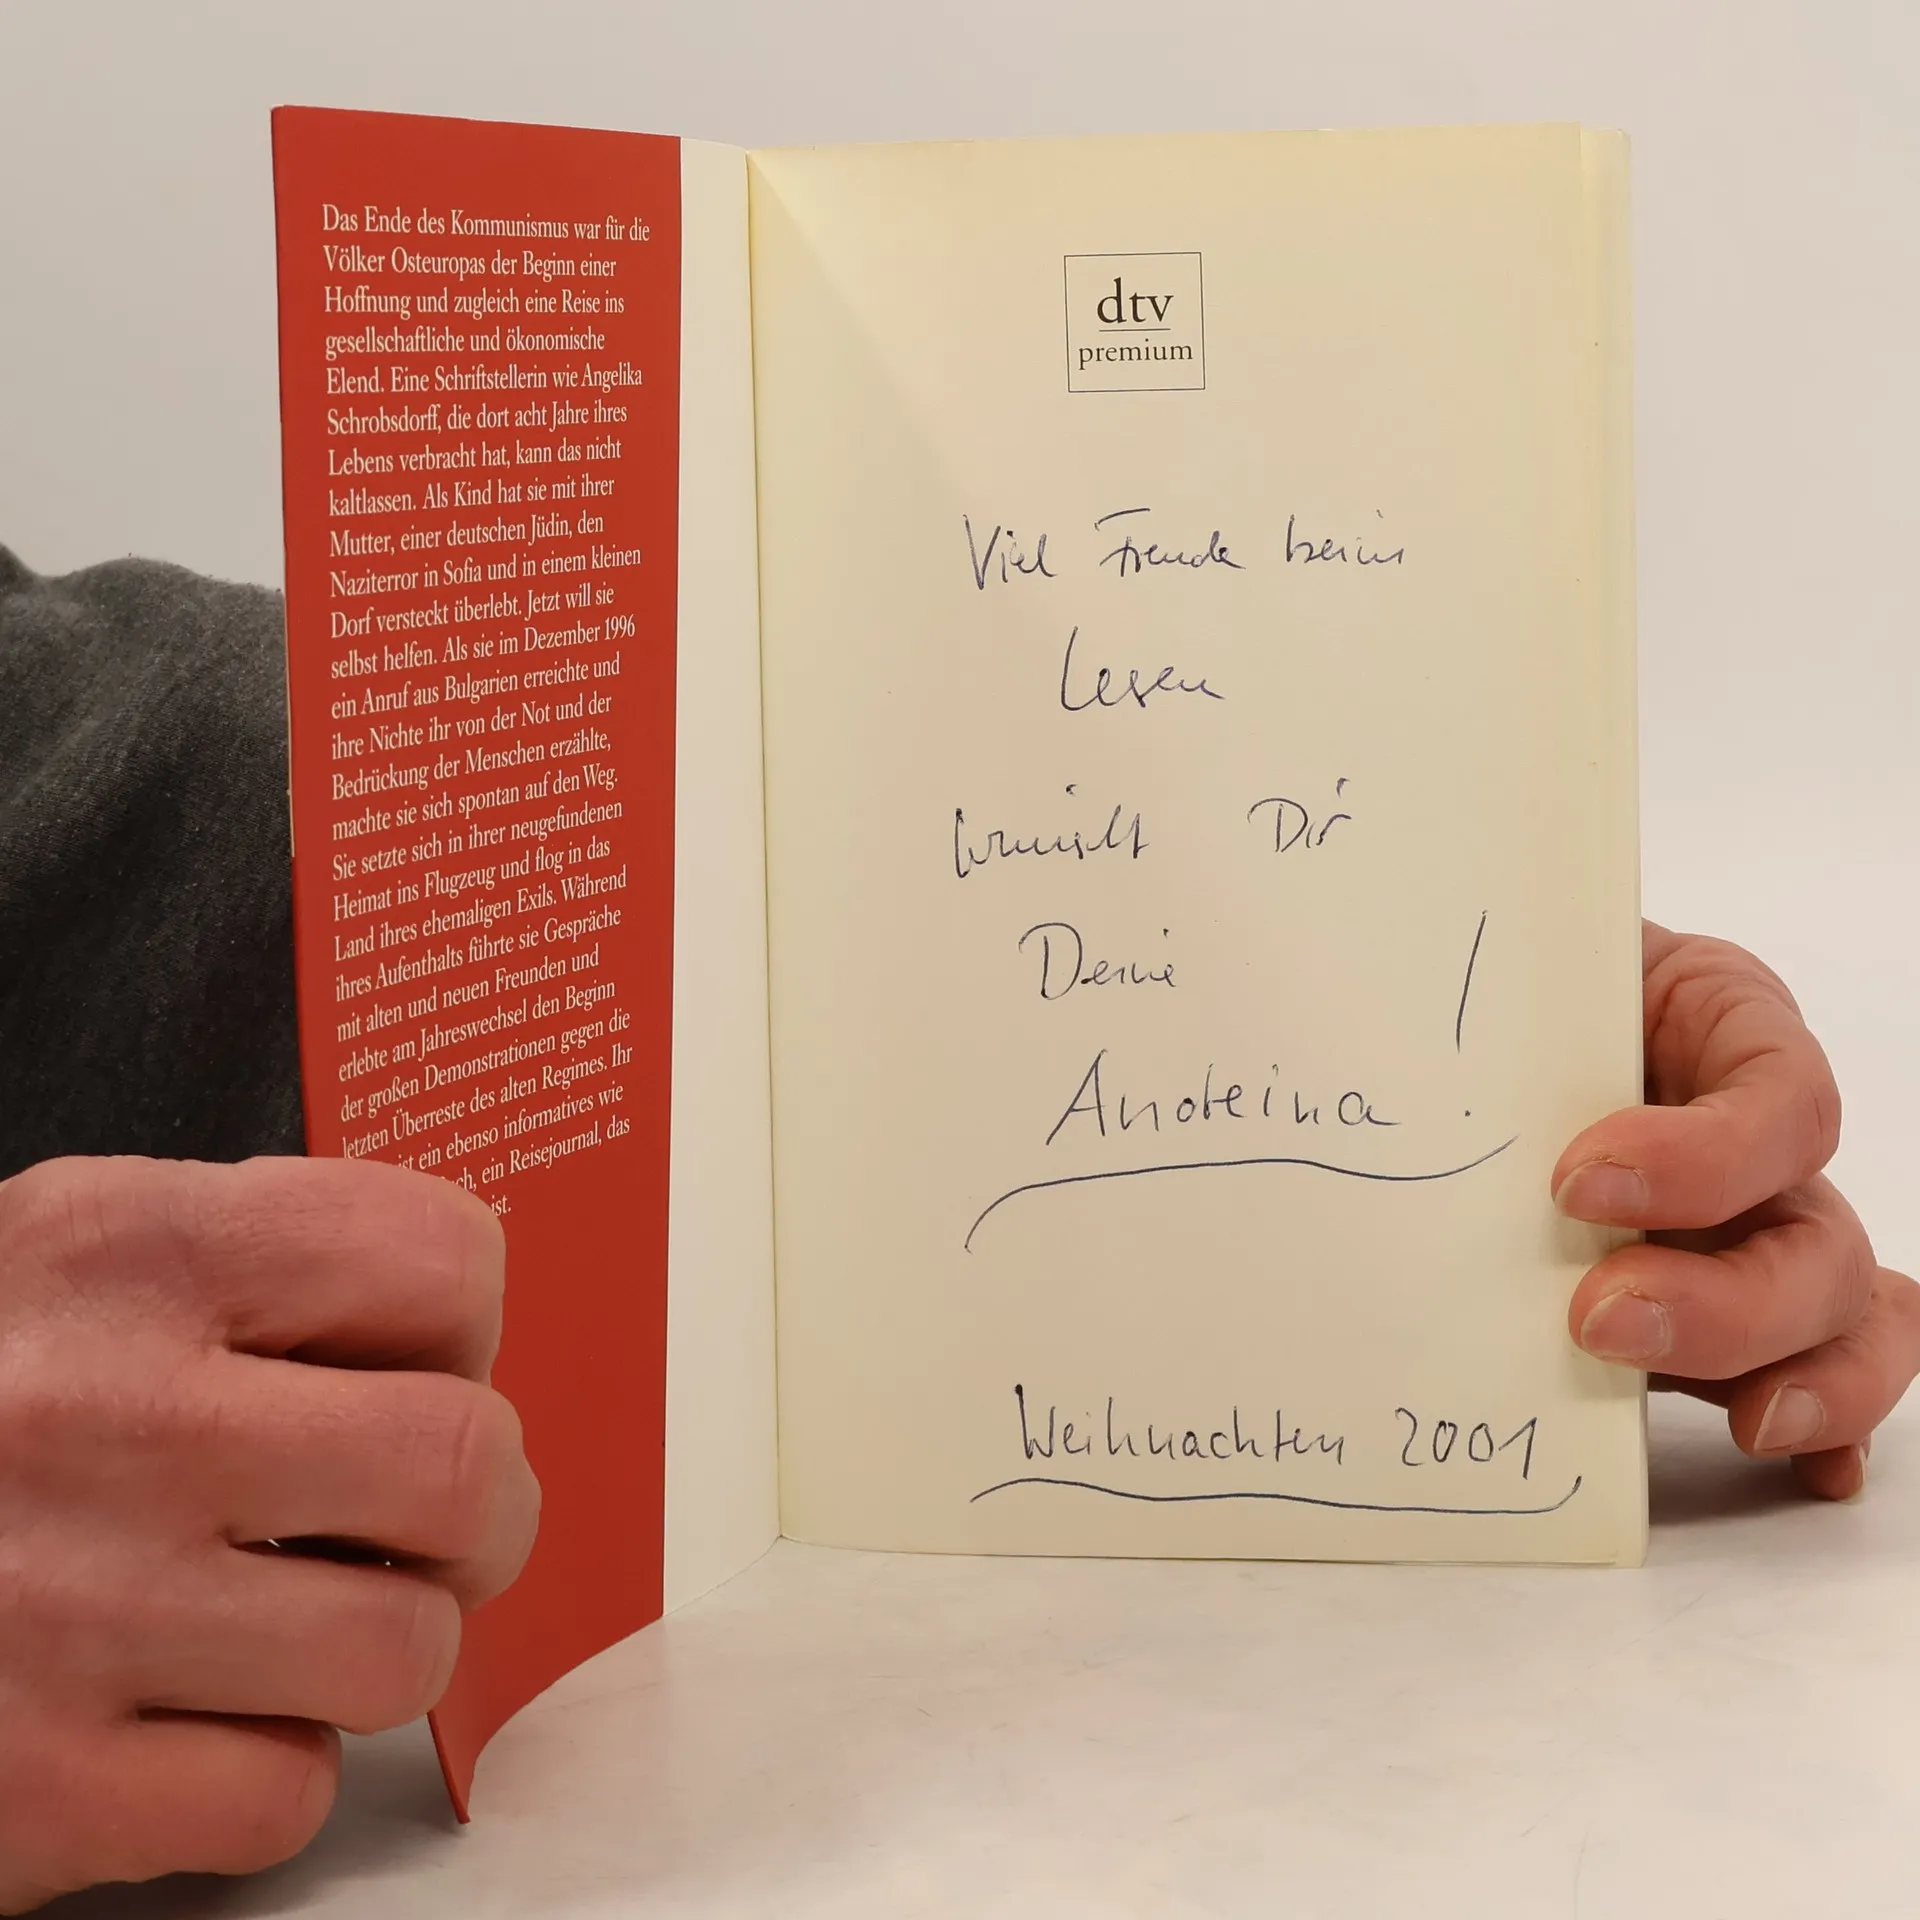 Das Ende des Kommunismus war für die
Völker Osteuropas der Beginn einer
Hoffnung und zugleich eine Reise ins
gesellschaftliche und ökonomische
Elend. Eine Schriftstellerin wie Angelika
Schrobsdorff, die dort acht Jahre ihres
Lebens verbracht hat, kann das nicht
kaltlassen. Als Kind hat sie mit ihrer
Mutter, einer deutschen Jüdin, den
Naziterror in Sofia und in einem kleinen
Dorf versteckt überlebt. Jetzt will sie
selbst helfen. Als sie im Dezember 1996
ein Anruf aus Bulgarien erreichte und
ihre Nichte ihr von der Not und der
Bedrückung der Menschen erzählte,
machte sie sich spontan auf den Weg.
Sie setzte sich in ihrer neugefundenen
Heimat ins Flugzeug und flog in das
Land ihres ehemaligen Exils. Während
ihres Aufenthalts führte sie Gespräche
mit alten und neuen Freunden und
erlebte am Jahreswechsel den Beginn
der großen Demonstrationen gegen die
letzten Überreste des alten Regimes. Ihr
ist ein ebenso informatives wie
ein Reisejournal, das
ist.
dtv
premium
Viel Freude beim
Lesen
wünscht Dir
Deine
!
Weihnachten 2001